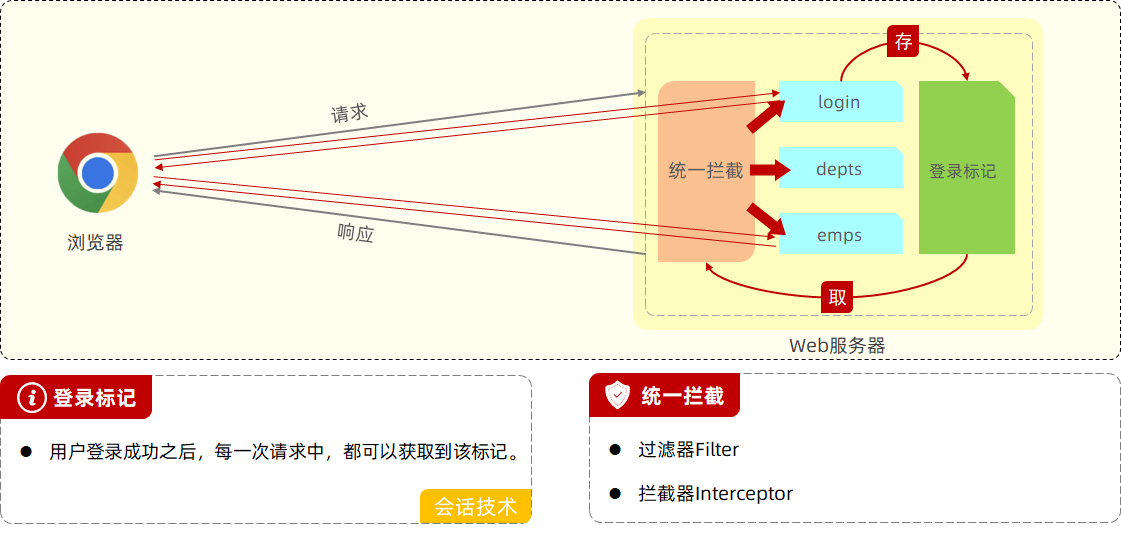 存
请求
login
统一拦截
depts
登录标记
响应
emps
浏览器
取
Web服务器
登录标记
用户登录成功之后，每一次请求中，都可以获取到该标记。
会话技术
统一拦截
过滤器Filter
拦截器Interceptor